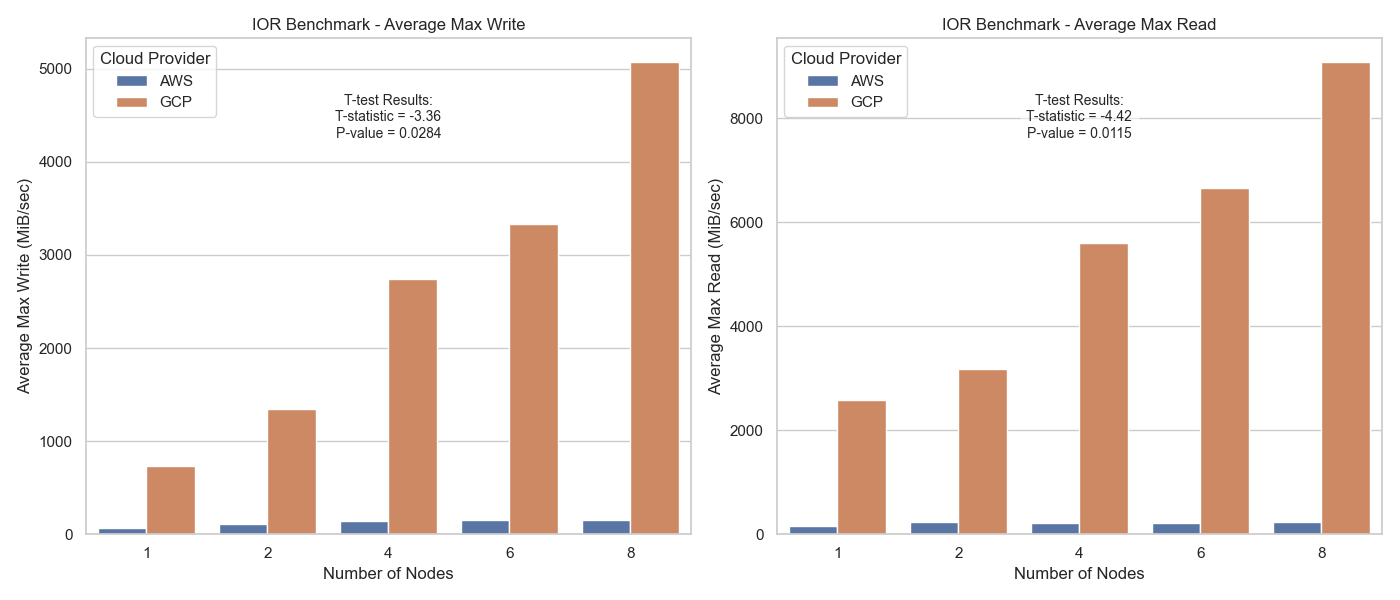 IOR Benchmark - Average Max Write
Cloud Provider
AWS
GCP
T-test Results:
T-statistic = -3.36
P-value = 0.0284
Average Max Write (MiB/sec)
5000
4000
3000
2000
1000
0
1 2 4 6 8
Number of Nodes
IOR Benchmark - Average Max Read
Cloud Provider
AWS
GCP
T-test Results:
T-statistic = -4.42
P-value = 0.0115
Average Max Read (MiB/sec)
8000
6000
4000
2000
0
1 2 4 6 8
Number of Nodes